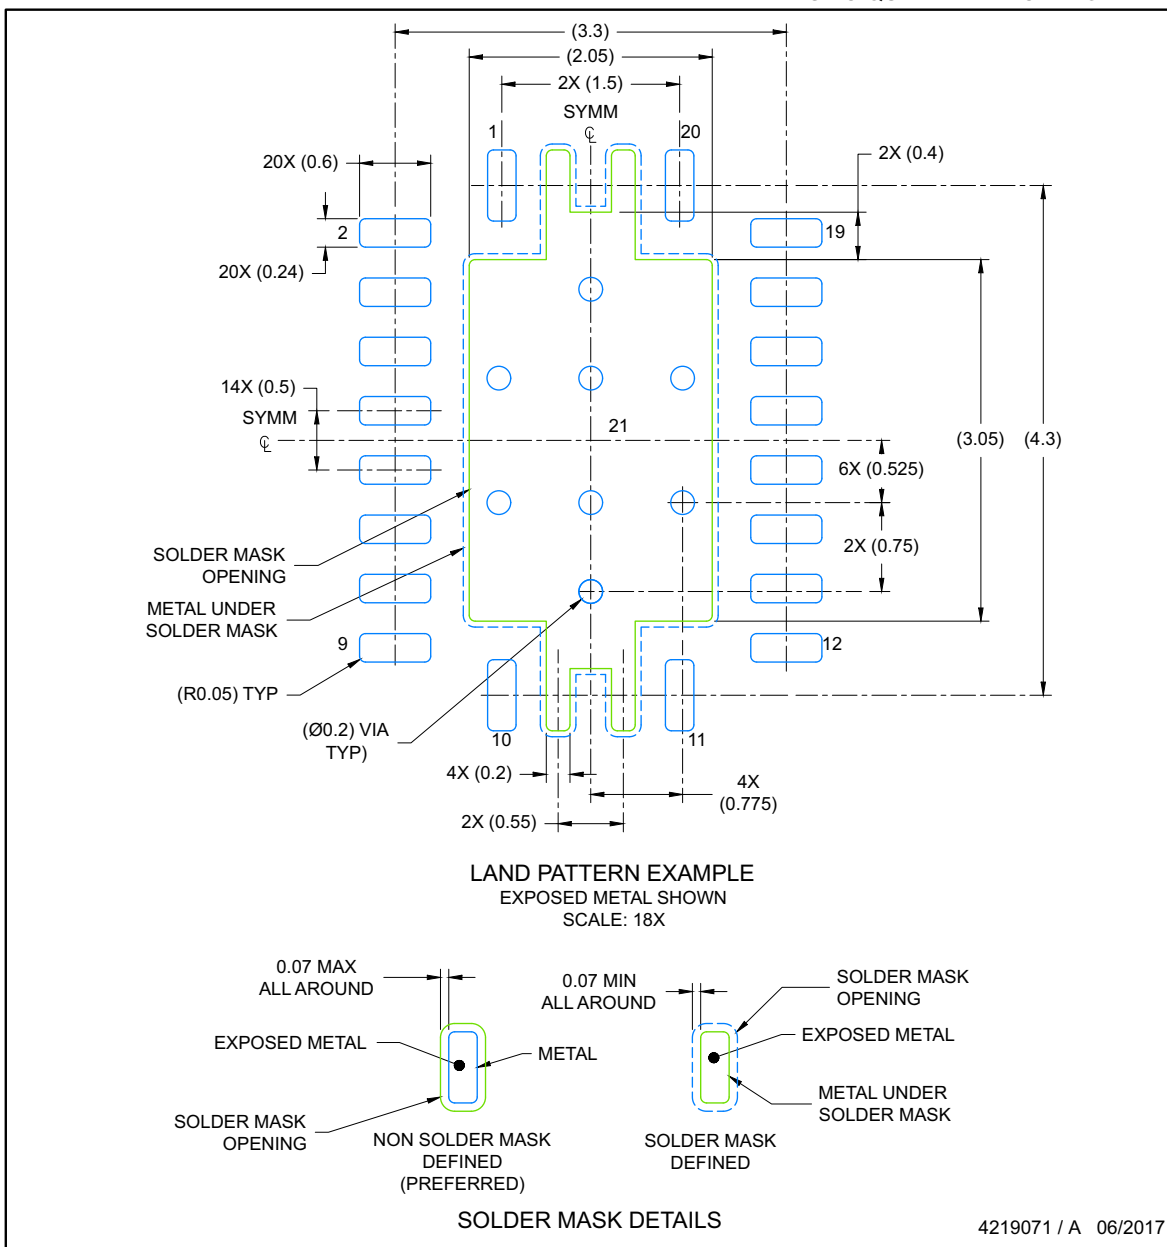 (3.3)
(2.05)
2X (1.5)
SYMM
℄
1
20
20X (0.6)
2X (0.4)
2
19
20X (0.24)
14X (0.5)
SYMM
℄
21
(3.05)
(4.3)
6X (0.525)
2X (0.75)
SOLDER MASK
OPENING
METAL UNDER
SOLDER MASK
9
12
(R0.05) TYP
(Ø0.2) VIA
TYP)
10
11
4X (0.2)
4X
(0.775)
2X (0.55)
LAND PATTERN EXAMPLE
EXPOSED METAL SHOWN
SCALE: 18X
0.07 MAX
ALL AROUND
0.07 MIN
ALL AROUND
SOLDER MASK
OPENING
EXPOSED METAL
METAL
EXPOSED METAL
SOLDER MASK
OPENING
METAL UNDER
SOLDER MASK
NON SOLDER MASK
DEFINED
(PREFERRED)
SOLDER MASK
DEFINED
SOLDER MASK DETAILS
4219071 / A 06/2017